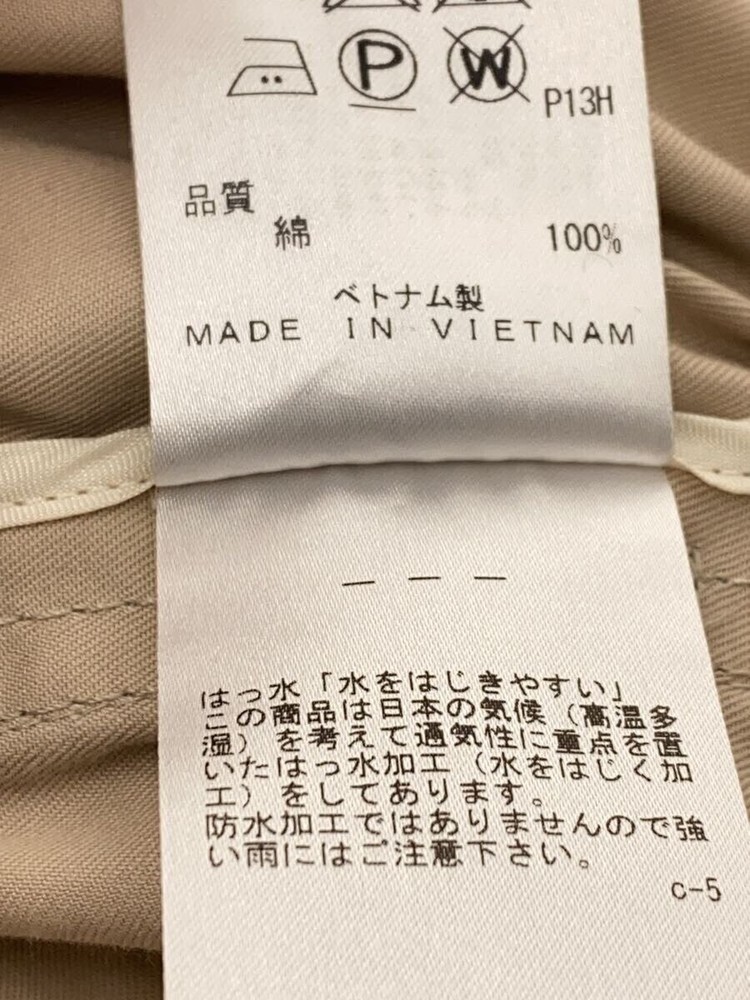 P
W
P13H
品質
綿 100%
ベトナム製
MADE IN VIETNAM
— — —
はっ水「水をはじきやすい」
この商品は日本の気候(高温多
湿)を考えて通気性に重点を置
いたはっ水加工(水をはじく加
工)をしてあります。
防水加工ではありませんので強
い雨にはご注意下さい。
c-5